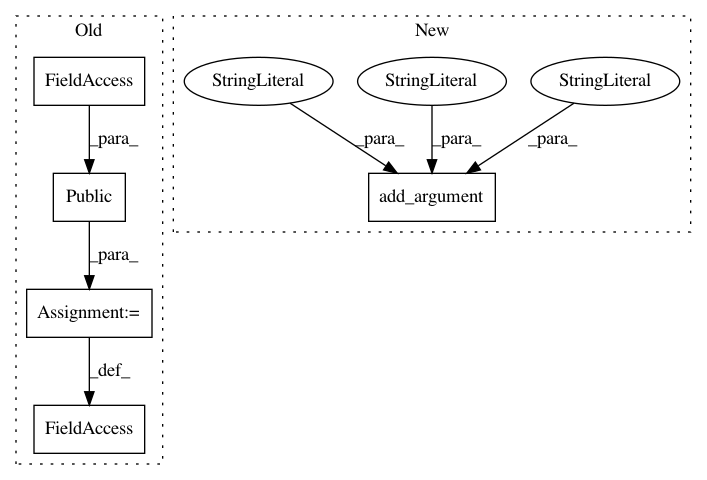 Old
New
FieldAccess
StringLiteral
StringLiteral
StringLiteral
_para_
_para_
_para_
_para_
Public
add_argument
_para_
Assignment:=
_def_
FieldAccess